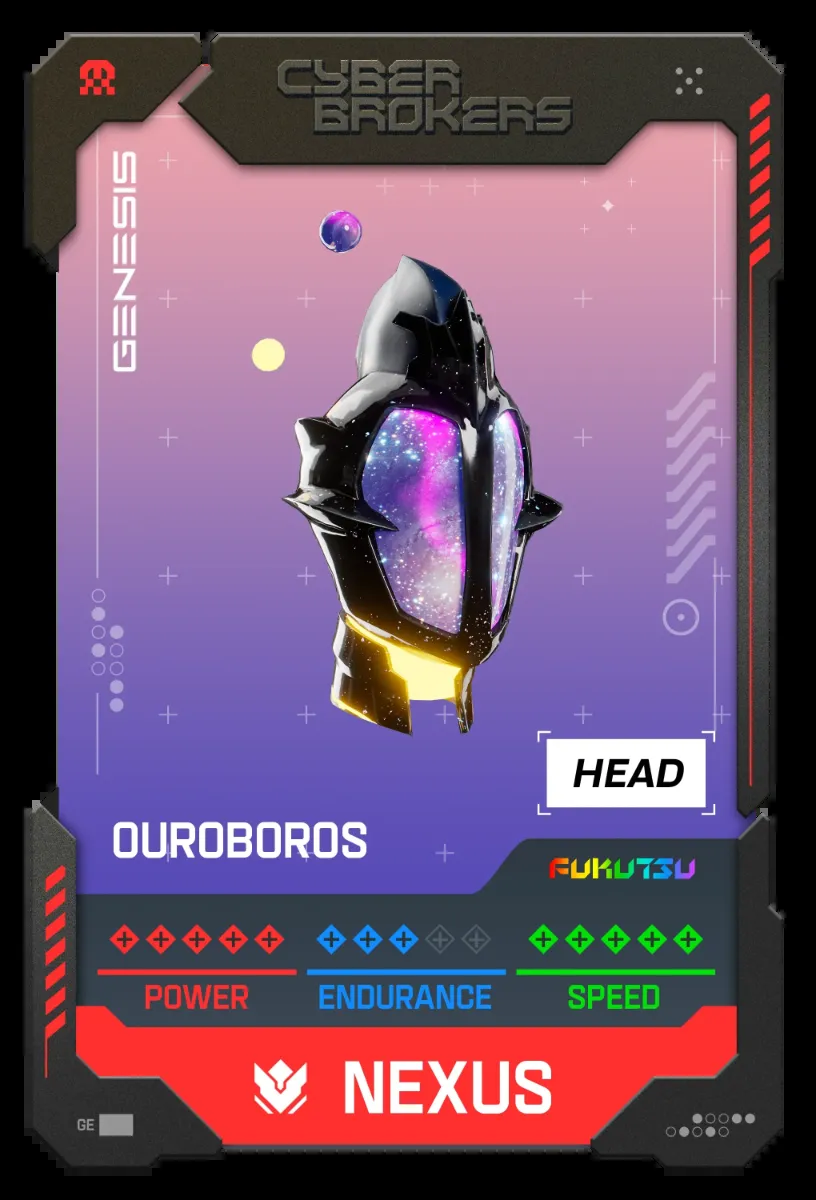 CYBER
BROKERS
GENESIS
HEAD
OUROBOROS
FUKUTSU
POWER
ENDURANCE
SPEED
NEXUS
GE